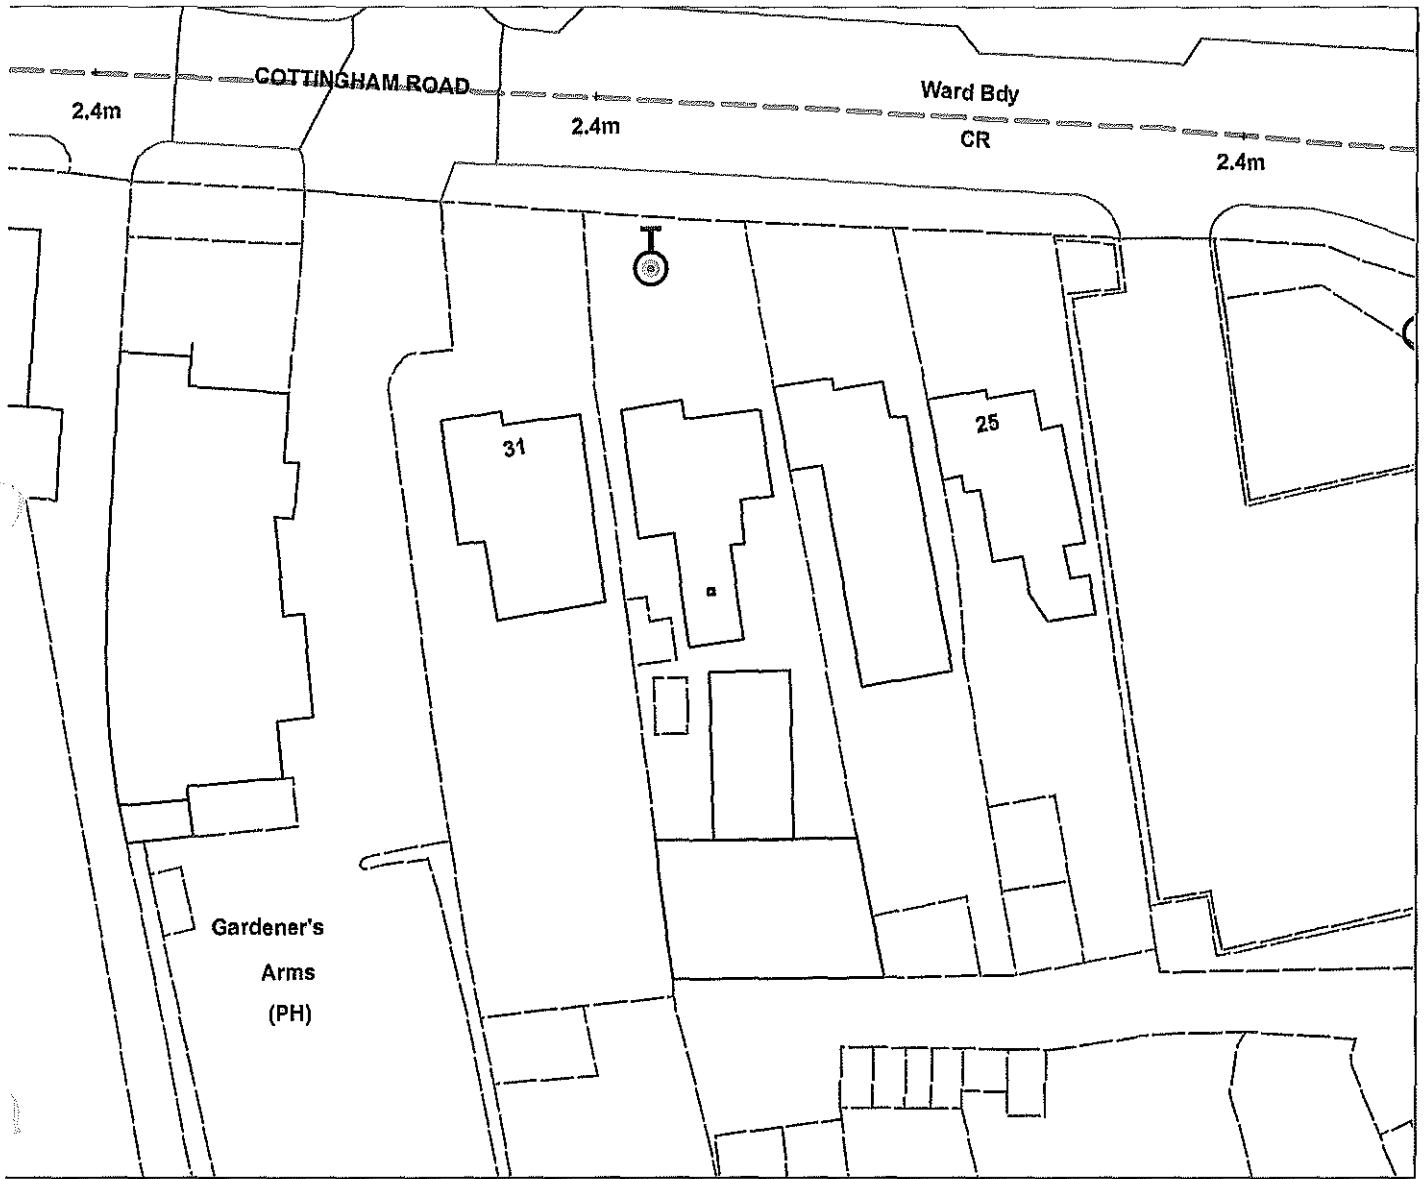 COTTINGHAM ROAD
Ward Bdy
2.4m
2.4m
CR
2.4m
25
31
Gardener's
Arms
(PH)